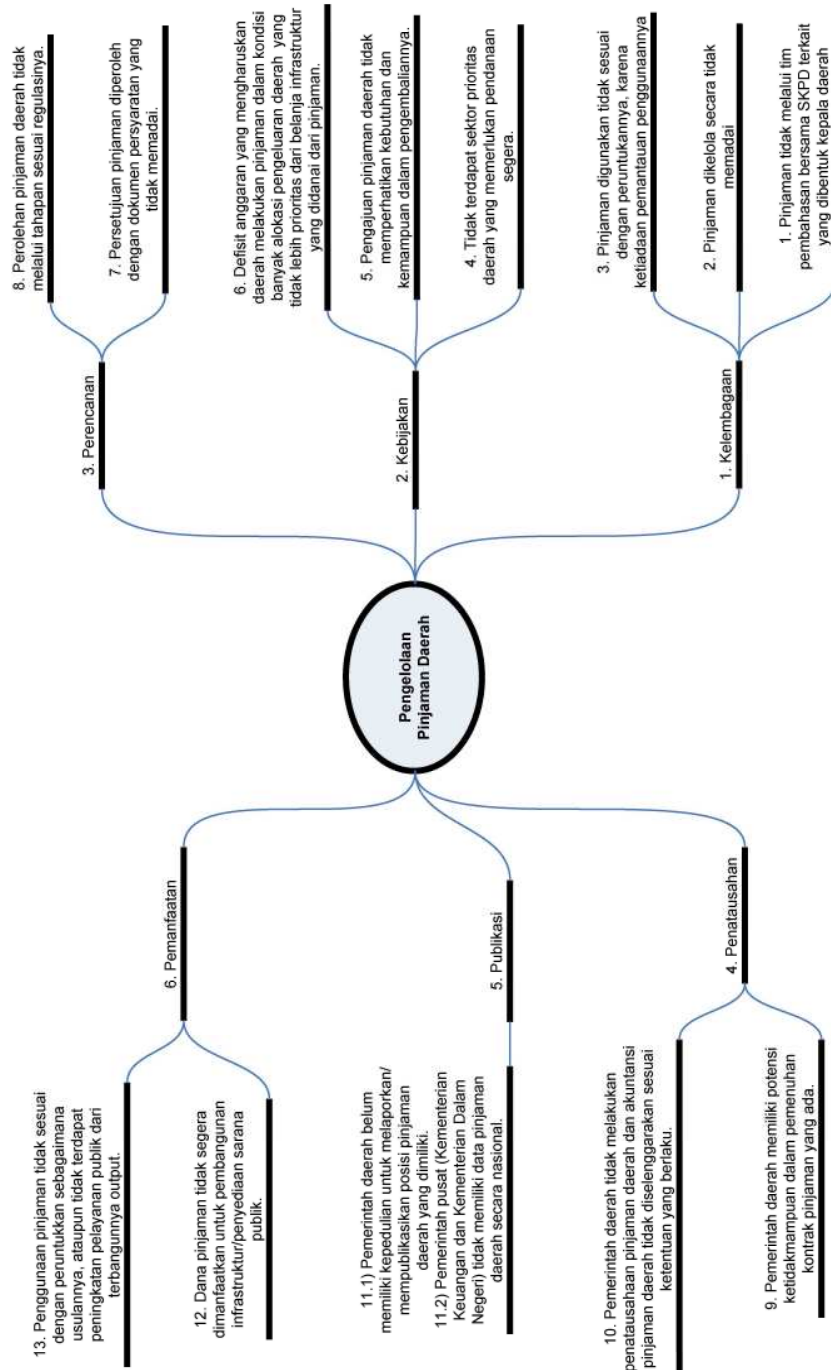 Pengelolaan
Pinjaman Daerah
1. Kelembagaan
1. Pinjaman tidak melalui tim
pembahasan bersama SKPD terkait
yang dibentuk kepala daerah
2. Pinjaman dikelola secara tidak
memadai
3. Pinjaman digunakan tidak sesuai
dengan peruntukannya, karena
ketiadaan pemantauan penggunaannya
2. Kebijakan
4. Tidak terdapat sektor prioritas
daerah yang memerlukan pendanaan
segera.
5. Pengajuan pinjaman daerah tidak
memperhatikan kebutuhan dan
kemampuan dalam pengembaliannya.
6. Defisit anggaran yang mengharuskan
daerah melakukan pinjaman dalam kondisi
banyak alokasi pengeluaran daerah yang
tidak lebih prioritas dari belanja infrastruktur
yang didanai dari pinjaman.
3. Perencanan
7. Persetujuan pinjaman diperoleh
dengan dokumen persyaratan yang
tidak memadai.
8. Perolehan pinjaman daerah tidak
melalui tahapan sesuai regulasinya.
4. Penatausahan
9. Pemerintah daerah memiliki potensi
ketidakmampuan dalam pemenuhan
kontrak pinjaman yang ada.
10. Pemerintah daerah tidak melakukan
penatausahaan pinjaman daerah dan akuntansi
pinjaman daerah tidak diselenggarakan sesuai
ketentuan yang berlaku.
5. Publikasi
11.1) Pemerintah daerah belum
memiliki kepedulian untuk melaporkan/
mempublikasikan posisi pinjaman
daerah yang dimiliki.
11.2) Pemerintah pusat (Kementerian
Keuangan dan Kementerian Dalam
Negeri) tidak memiliki data pinjaman
daerah secara nasional.
6. Pemanfaatan
12. Dana pinjaman tidak segera
dimanfaatkan untuk pembangunan
infrastruktur/penyediaan sarana
publik.
13. Penggunaan pinjaman tidak sesuai
dengan peruntukkan sebagaimana
usulannya, ataupun tidak terdapat
peningkatan pelayanan publik dari
terbangunnya output.